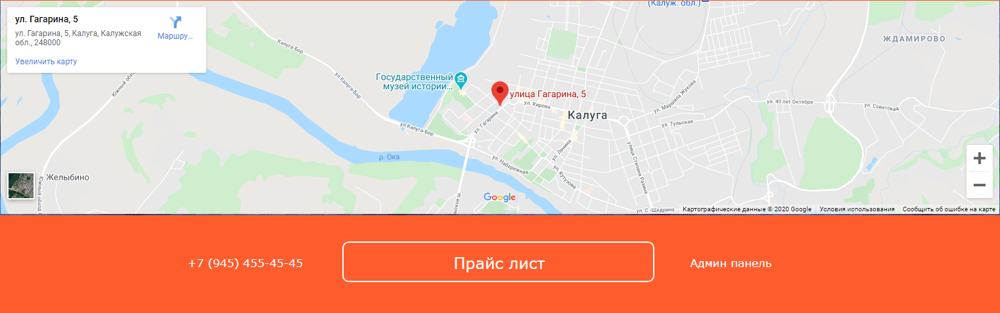 (Калуж. обл.)
ул. Гагарина, 5
ул. Гагарина, 5, Калуга, Калужская
обл., 248000
Маршру...
Увеличить карту
ЖДАМИРОВО
Калуга-Бор
Южный обход
ул.Калуга-Бор
Государственный
музей истории...
улица Гагарина, 5
ул. Кирова
ул. Маршала Жукова
ул. 40 лет Октября
ул. Советская
Калуга
ул. Гагарина
ул. Тульская
ул.Калуга-Бор
ул. Ленина
улица Степана Разина
р. Ока
ул. Набережная
ул. Кутузова
Желыбино
Южный обход
Google
ул. С.-Щедрина
Картографические данные © 2020 Google
Условия использования
Сообщить об ошибке на карте
+7 (945) 455-45-45
Прайс лист
Админ панель